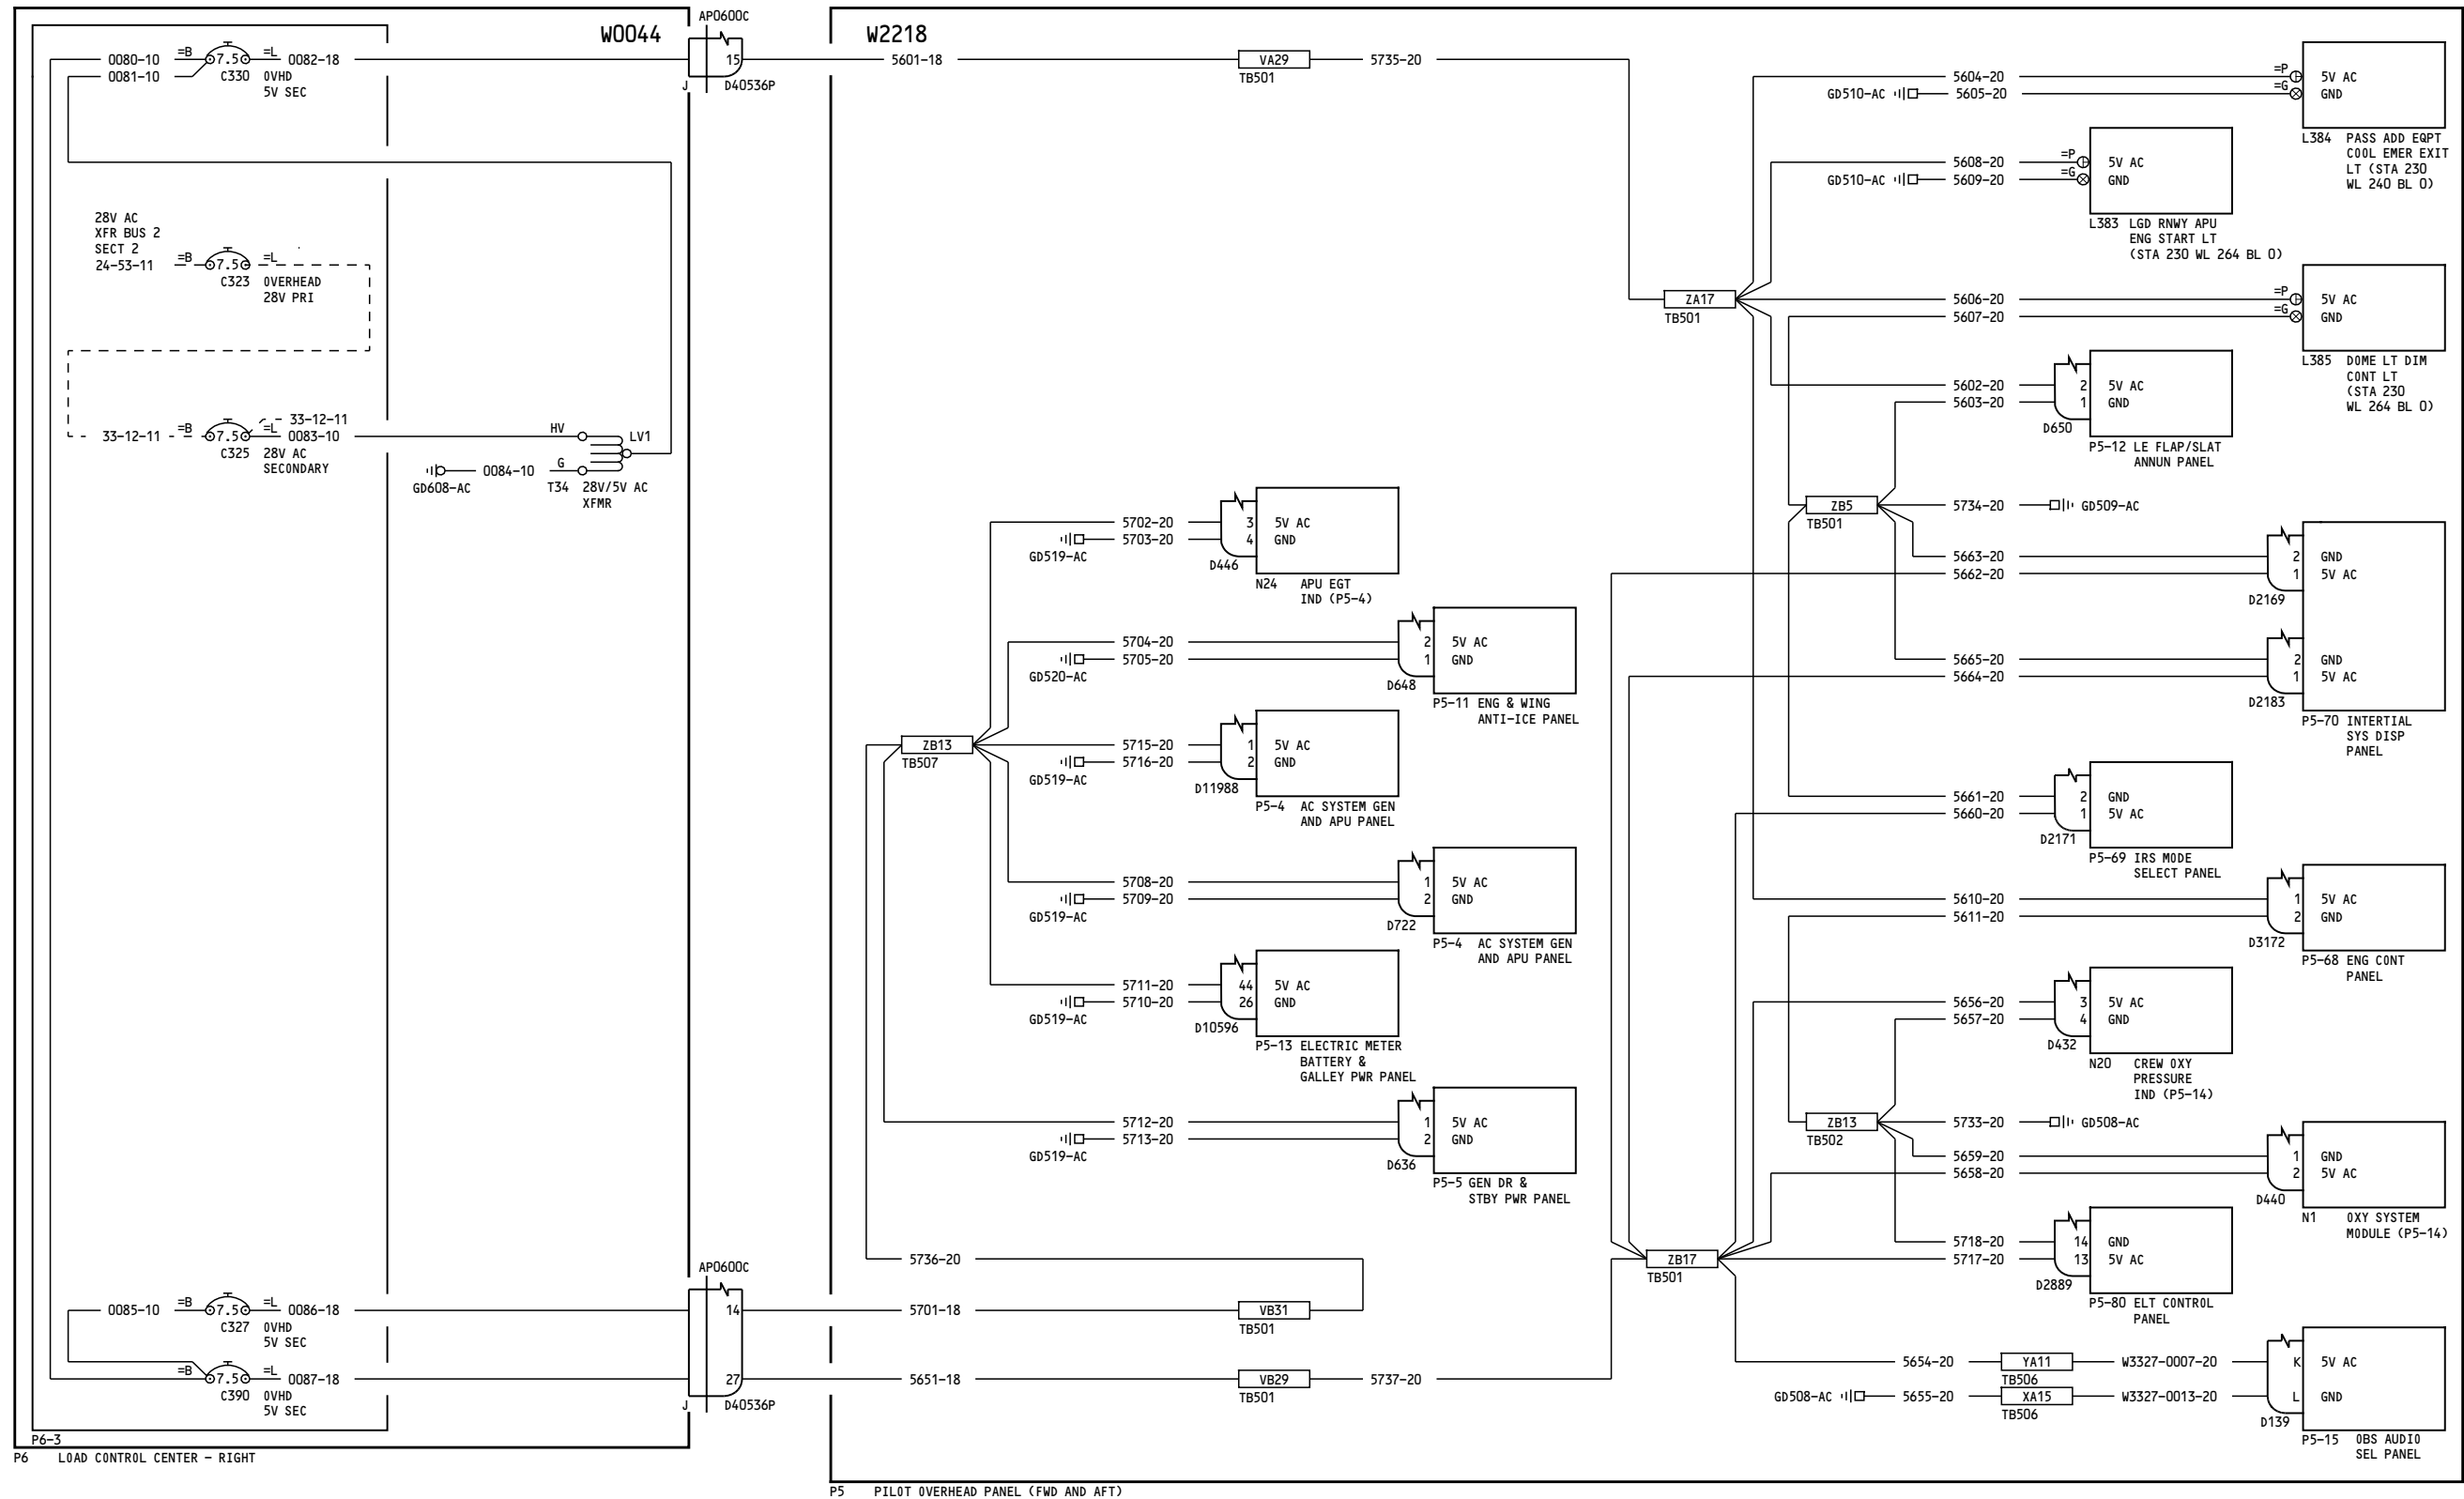 W0044
AP0600C
0080-10 =B 7.5 =L 0082-18
0081-10 C330 0VHD
5V SEC
15
J D40536P
28V AC
XFR BUS 2
SECT 2
24-53-11 =B 7.5 =L
C323 0VERHEAD
28V PRI
33-12-11
33-12-11 =B 7.5 =L 0083-10
C325 28V AC
SECONDARY
HV LV1
G
0084-10
GD608-AC T34 28V/5V AC
XFMR
AP0600C
0085-10 =B 7.5 =L 0086-18 14
C327 0VHD
5V SEC
=B 7.5 =L 0087-18 27
C390 0VHD
5V SEC
J D40536P
P6-3
P6 LOAD CONTROL CENTER - RIGHT
W2218
5601-18 VA29 5735-20
TB501
5702-20 3 5V AC
5703-20 4 GND
GD519-AC D446
N24 APU EGT
IND (P5-4)
5704-20 2 5V AC
5705-20 1 GND
GD520-AC D648
P5-11 ENG & WING
ANTI-ICE PANEL
ZB13
TB507
5715-20 1 5V AC
5716-20 2 GND
GD519-AC D11988
P5-4 AC SYSTEM GEN
AND APU PANEL
5708-20 1 5V AC
5709-20 2 GND
GD519-AC D722
P5-4 AC SYSTEM GEN
AND APU PANEL
5711-20 44 5V AC
5710-20 26 GND
GD519-AC D10596
P5-13 ELECTRIC METER
BATTERY &
GALLEY PWR PANEL
5712-20 1 5V AC
5713-20 2 GND
GD519-AC D636
P5-5 GEN DR &
STBY PWR PANEL
5736-20
5701-18 VB31
TB501
5651-18 VB29 5737-20
TB501
ZA17
TB501
5604-20 =P 5V AC
GD510-AC 5605-20 =G GND
L384 PASS ADD EQPT
COOL EMER EXIT
LT (STA 230
WL 240 BL 0)
5608-20 =P 5V AC
GD510-AC 5609-20 =G GND
L383 LGD RNWY APU
ENG START LT
(STA 230 WL 264 BL 0)
5606-20 =P 5V AC
5607-20 =G GND
L385 DOME LT DIM
CONT LT
(STA 230
WL 264 BL 0)
5602-20 2 5V AC
5603-20 1 GND
D650
P5-12 LE FLAP/SLAT
ANNUN PANEL
ZB5 5734-20 GD509-AC
TB501
5663-20 2 GND
5662-20 1 5V AC
D2169
5665-20 2 GND
5664-20 1 5V AC
D2183
P5-70 INTERTIAL
SYS DISP
PANEL
5661-20 2 GND
5660-20 1 5V AC
D2171
P5-69 IRS MODE
SELECT PANEL
5610-20 1 5V AC
5611-20 2 GND
D3172
P5-68 ENG CONT
PANEL
5656-20 3 5V AC
5657-20 4 GND
D432
N20 CREW 0XY
PRESSURE
IND (P5-14)
ZB13 5733-20 GD508-AC
TB502
5659-20 1 GND
5658-20 2 5V AC
D440
N1 0XY SYSTEM
MODULE (P5-14)
ZB17
TB501
5718-20 14 GND
5717-20 13 5V AC
D2889
P5-80 ELT CONTROL
PANEL
5654-20 YA11 W3327-0007-20 K 5V AC
TB506
GD508-AC 5655-20 XA15 W3327-0013-20 L GND
TB506
D139
P5-15 0BS AUDIO
SEL PANEL
P5 PILOT OVERHEAD PANEL (FWD AND AFT)